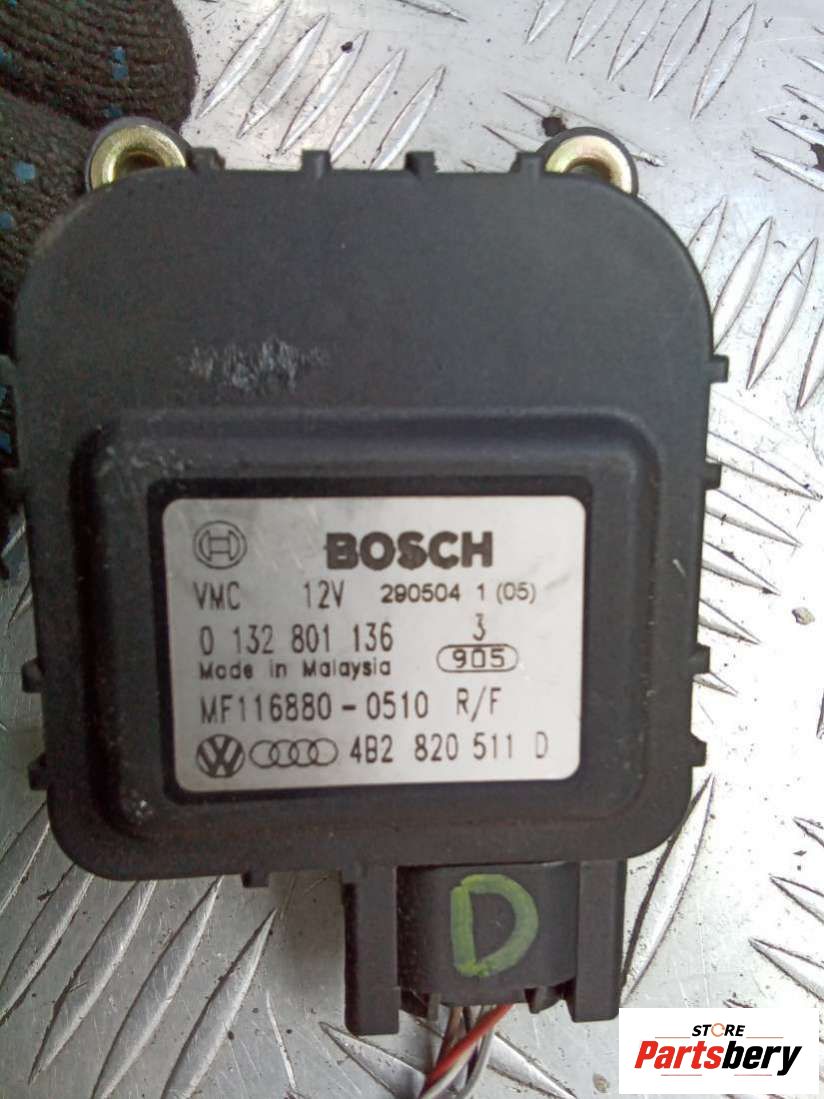 BOSCH
VMC 12V 290504 1 (05)
0 132 801 136 3
Made in Malaysia 905
MF116880-0510 R/F
4B2 820 511 D
D
STORE
Partsbery